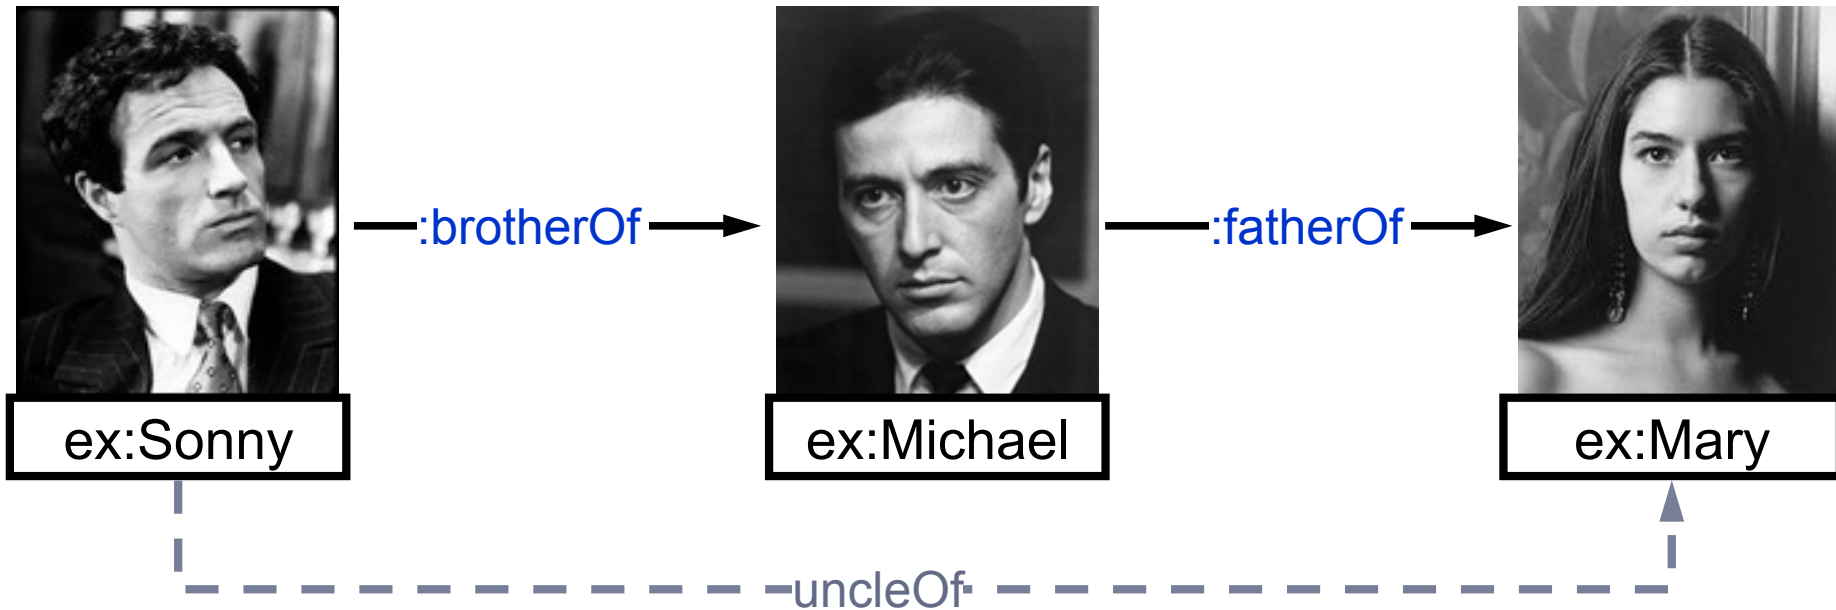 :brotherOf
:fatherOf
ex:Sonny
ex:Michael
ex:Mary
uncleOf